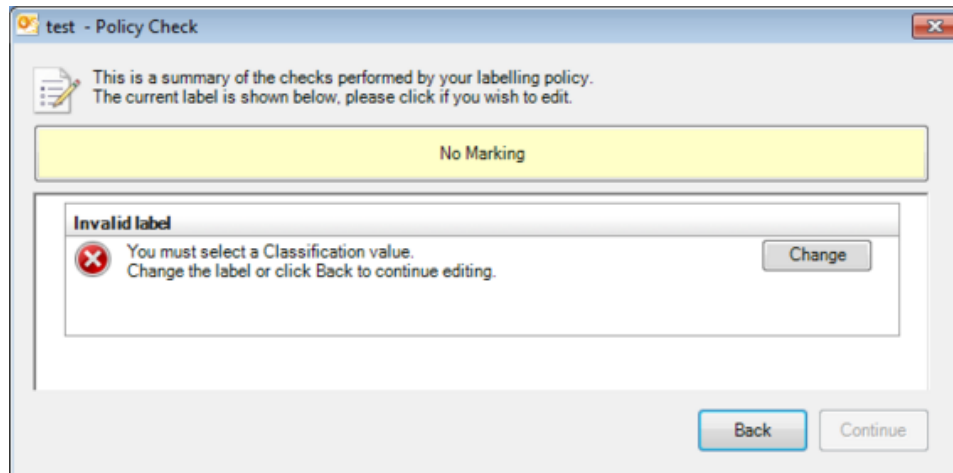 test - Policy Check
This is a summary of the checks performed by your labelling policy.
The current label is shown below, please click if you wish to edit.
No Marking
Invalid label
You must select a Classification value.
Change the label or click Back to continue editing.
Change
Back
Continue